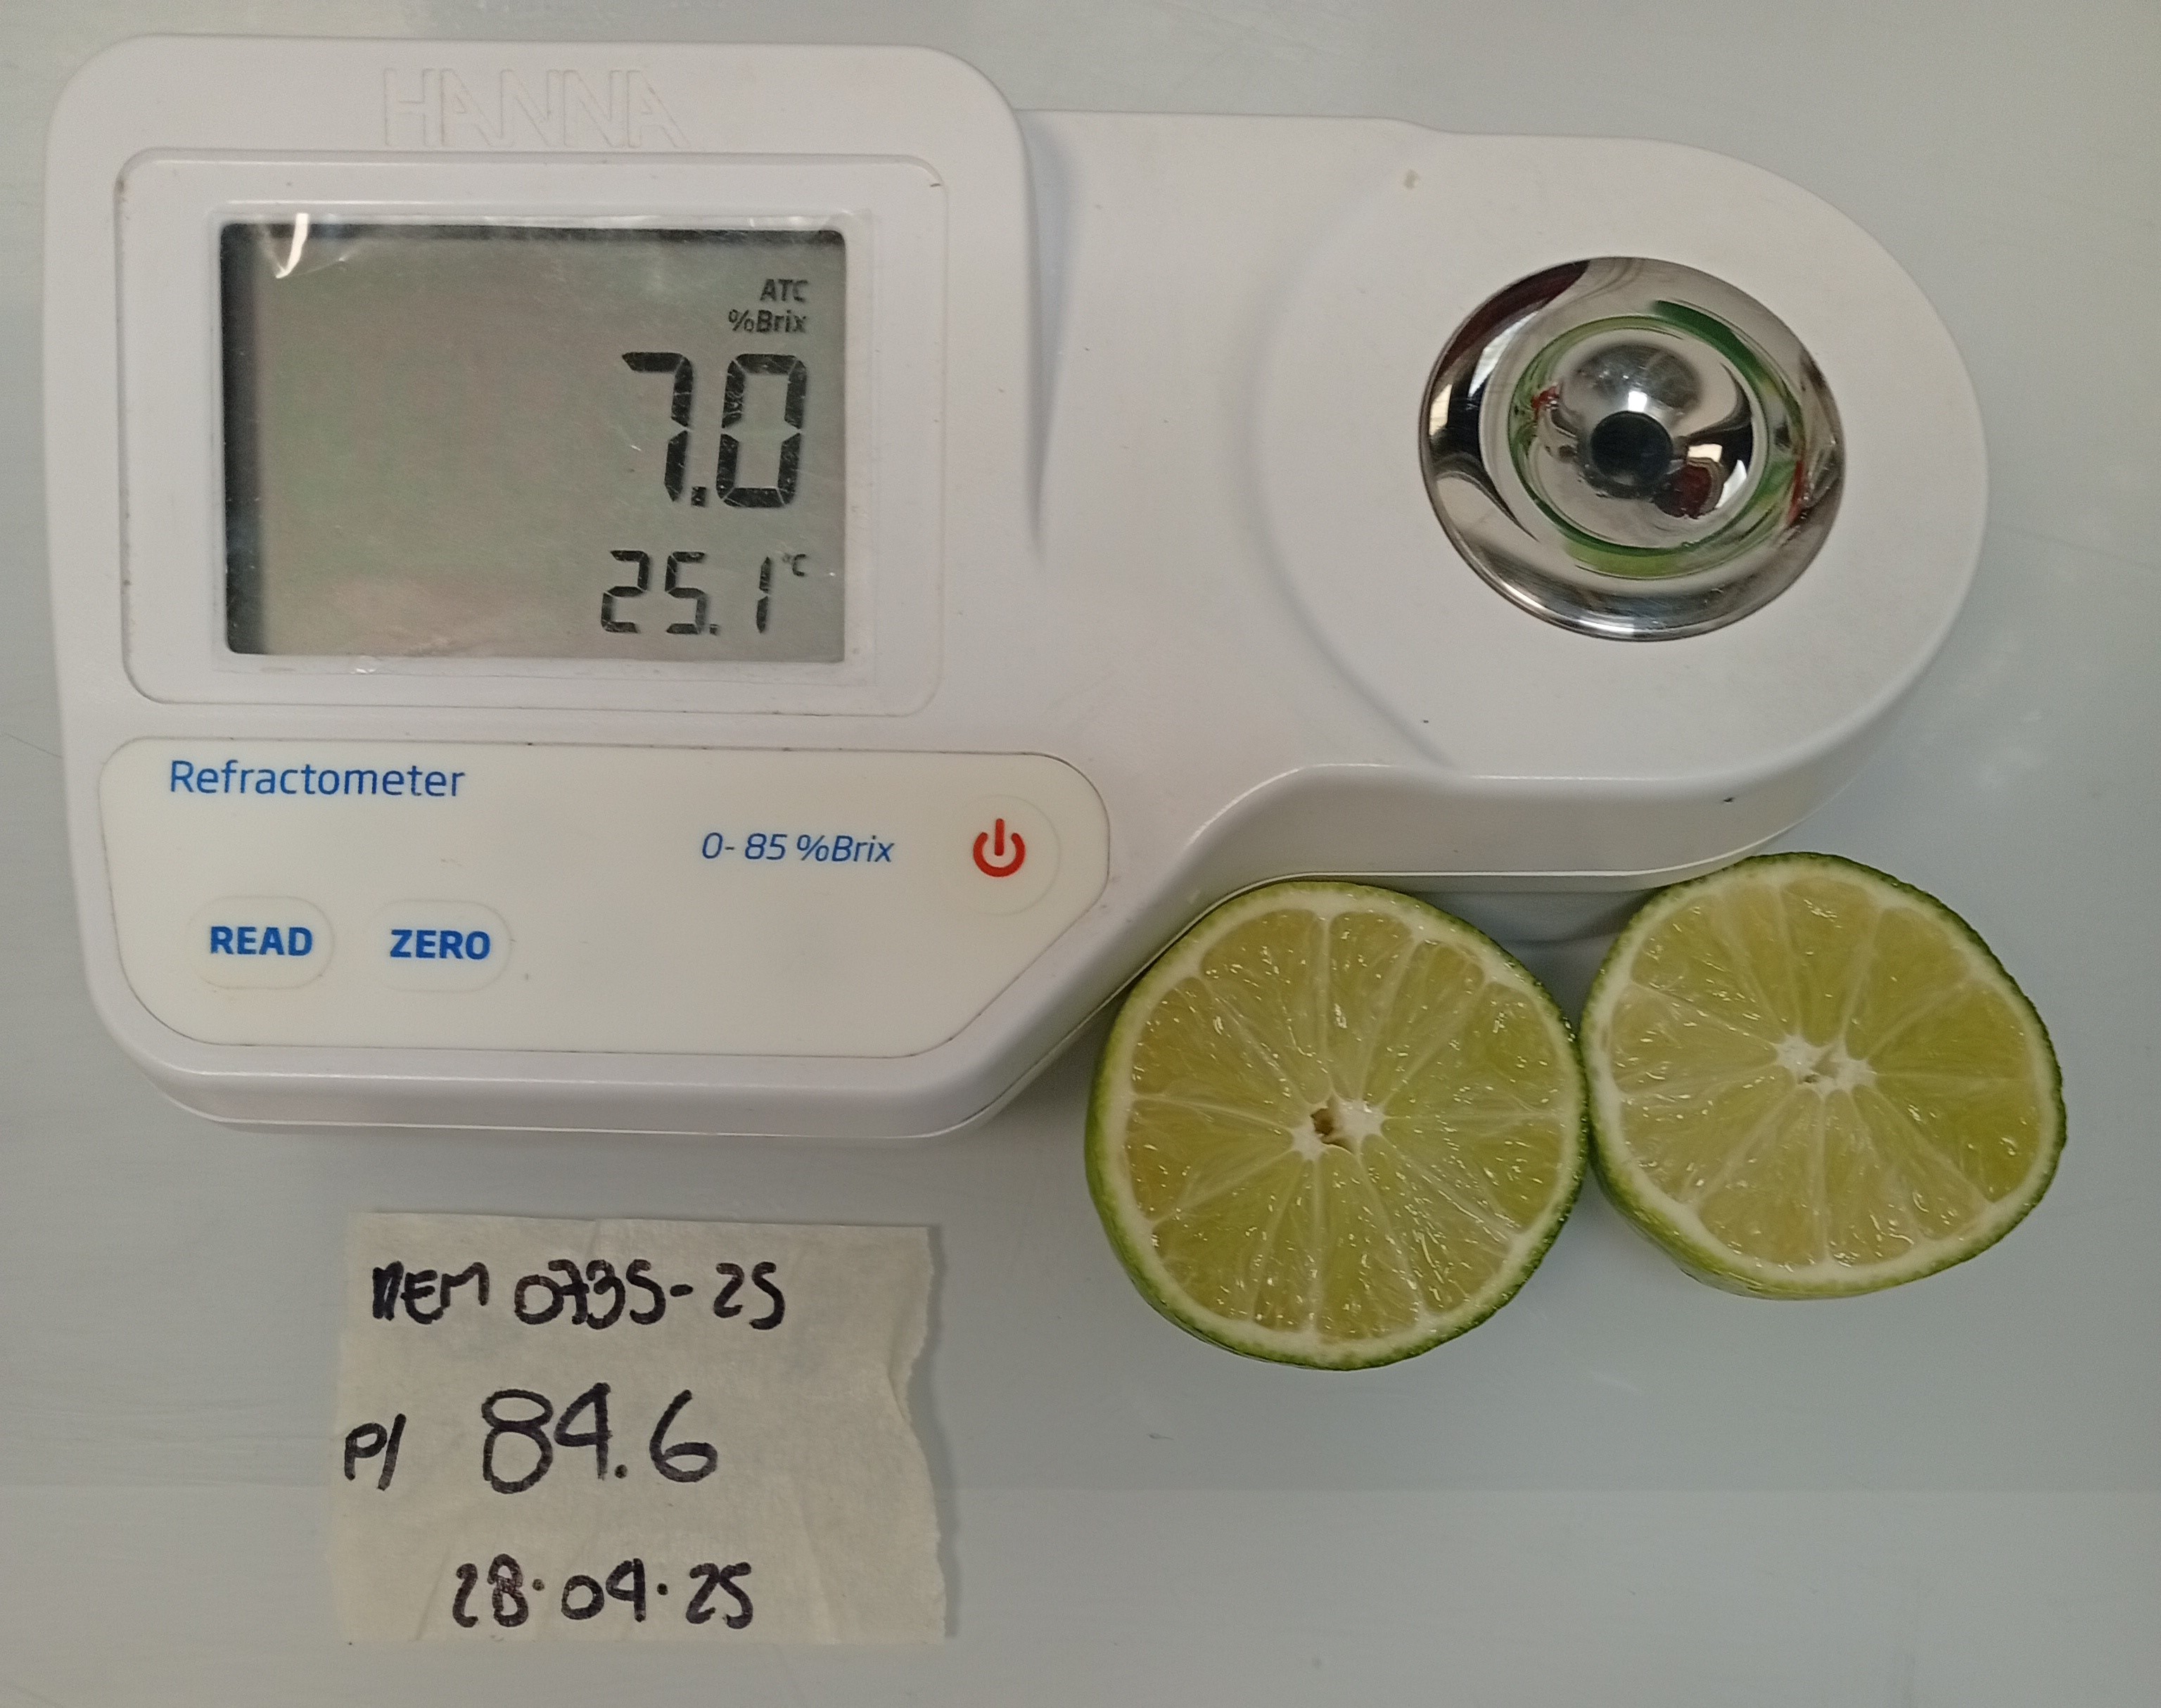 HANNA
ATC
%Brix
7.0
25.1°C
Refractometer
0-85 %Brix
READ
ZERO
NEM 0735-25
P/ 84.6
28.04.25